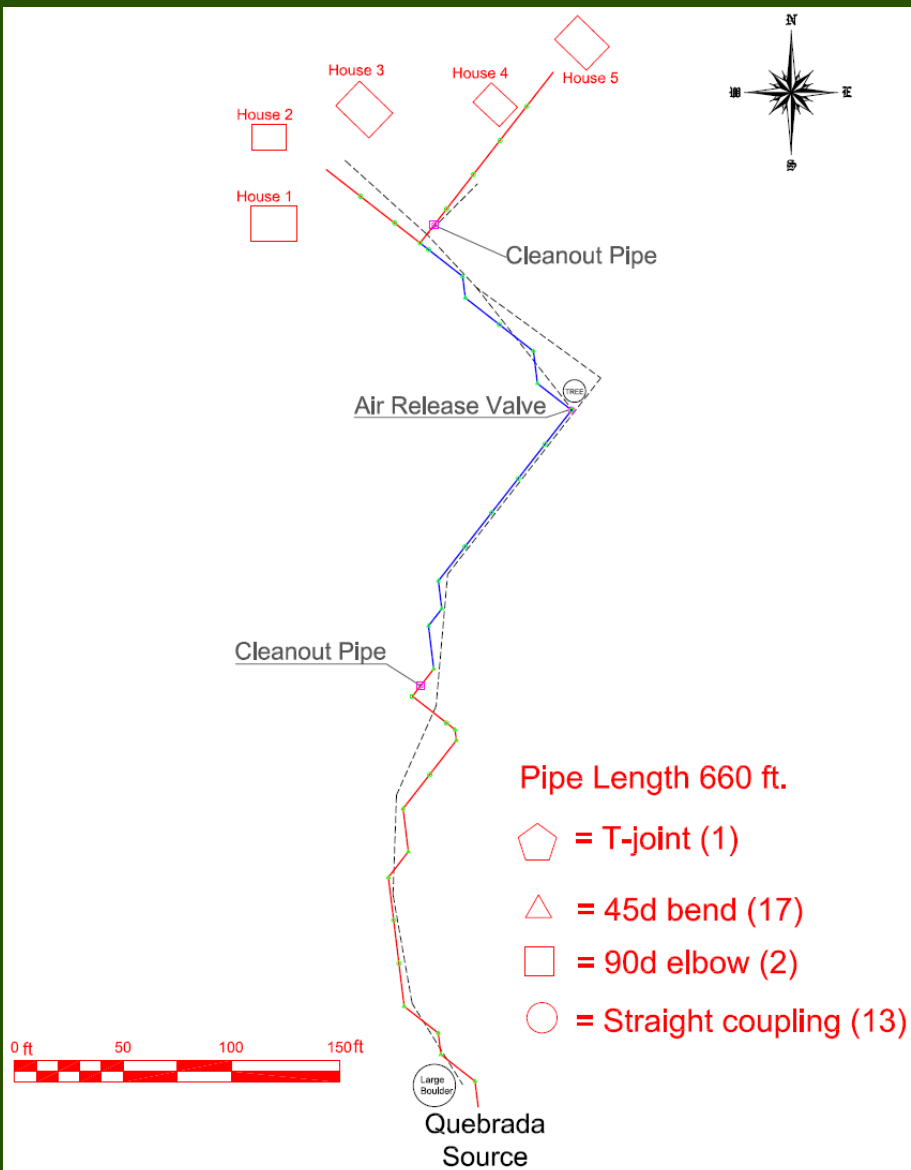 N
House 3
House 4
House 5
House 2
House 1
S
Cleanout Pipe
TREE
Air Release Valve
Cleanout Pipe
Pipe Length 660 ft.
= T-joint (1)
= 45d bend (17)
= 90d elbow (2)
= Straight coupling (13)
0 ft 50 100 150 ft
Large
Boulder
Quebrada
Source